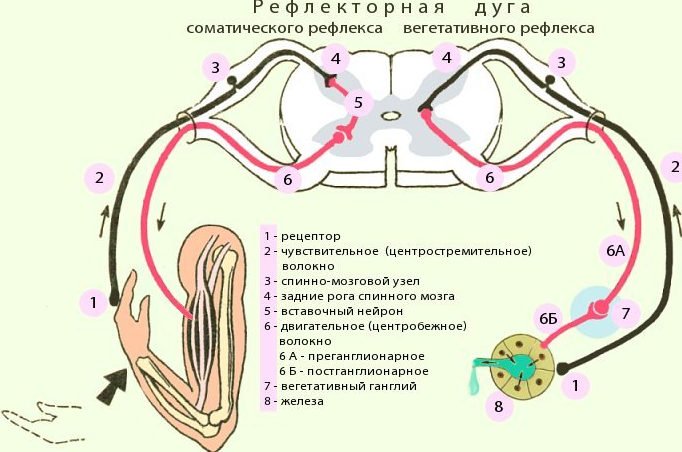 Рефлекторная дуга
соматического рефлекса вегетативного рефлекса
4 4
3 3
5
2 2
6 6
1 - рецептор
2 - чувствительное (центростремительное)
волокно
3 - спинно-мозговой узел
4 - задние рога спинного мозга
5 - вставочный нейрон
6 - двигательное (центробежное)
волокно
6 А - преганглионарное
6 Б - постганглионарное
7 - вегетативный ганглий
8 - железа
6А
1
6Б 7
1
8